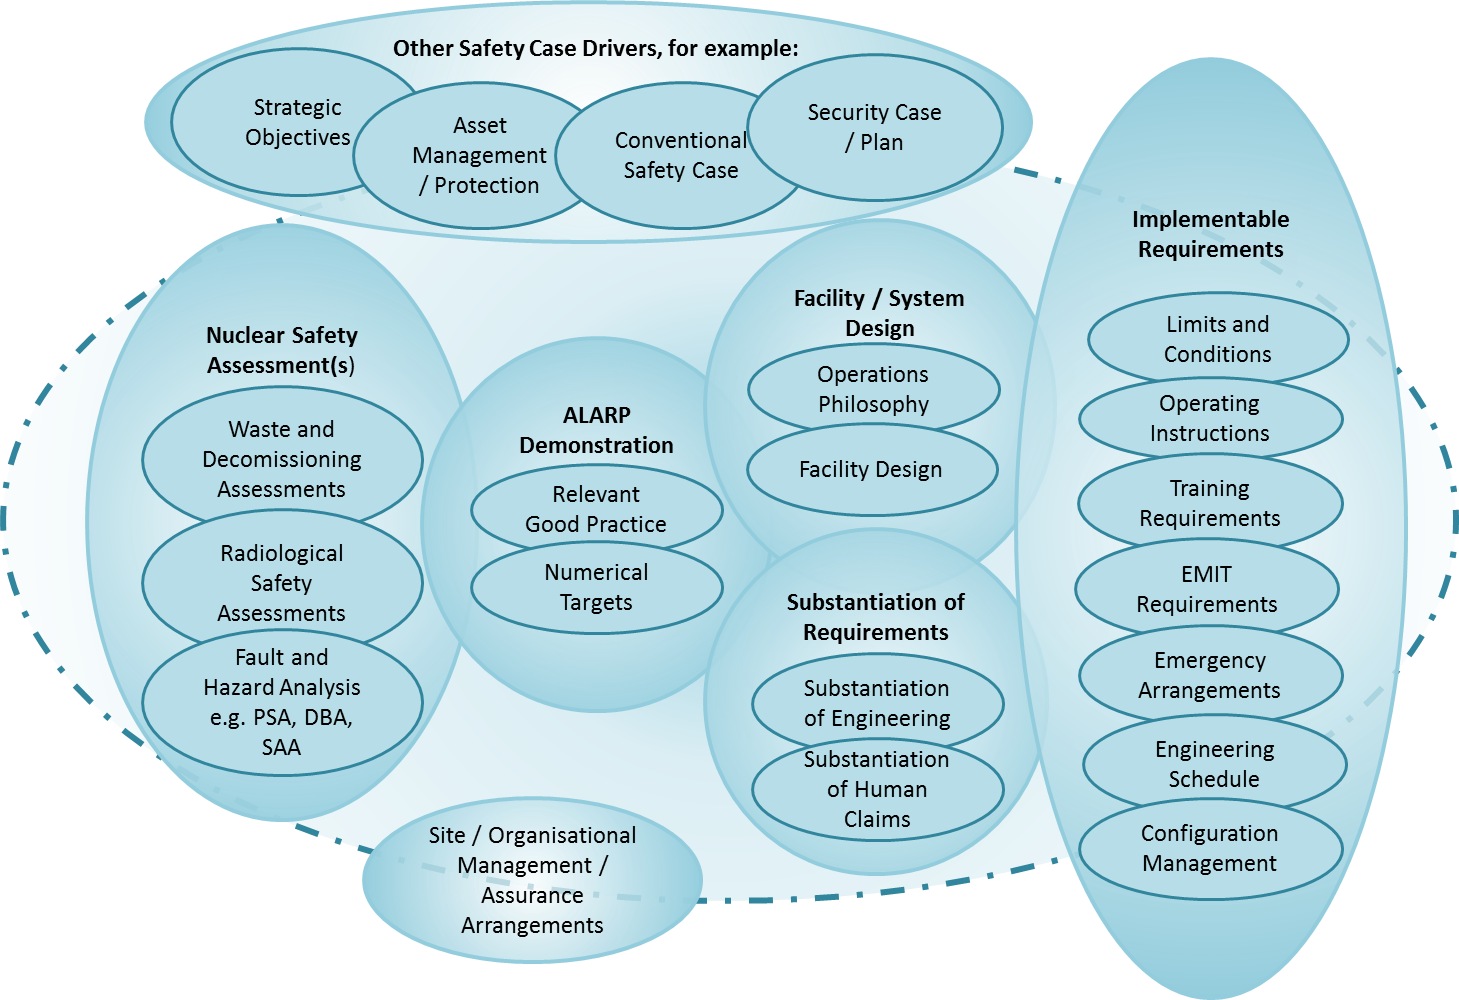 Other Safety Case Drivers, for example:
Strategic
Objectives
Asset
Management
/ Protection
Conventional
Safety Case
Security Case
/ Plan
Nuclear Safety
Assessment(s)
Waste and
Decomissioning
Assessments
Radiological
Safety
Assessments
Fault and
Hazard Analysis
e.g. PSA, DBA,
SAA
ALARP
Demonstration
Relevant
Good Practice
Numerical
Targets
Facility / System
Design
Operations
Philosophy
Facility Design
Substantiation of
Requirements
Substantiation
of Engineering
Substantiation
of Human
Claims
Implementable
Requirements
Limits and
Conditions
Operating
Instructions
Training
Requirements
EMIT
Requirements
Emergency
Arrangements
Engineering
Schedule
Configuration
Management
Site / Organisational
Management /
Assurance
Arrangements